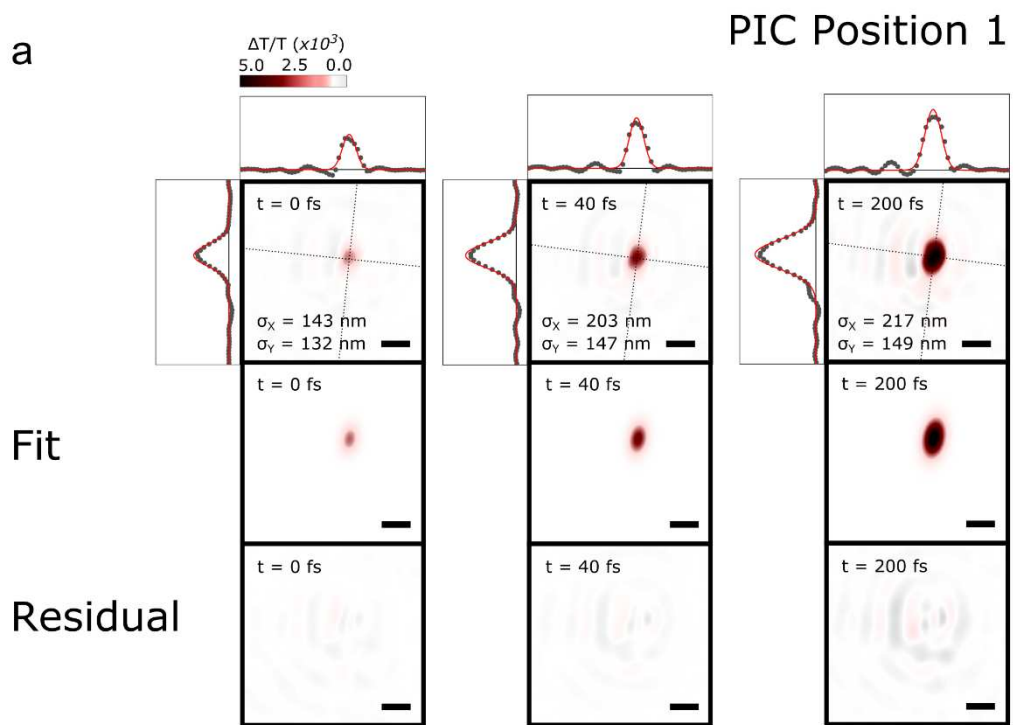 a
PIC Position 1
ΔT/T (x10³)
5.0 2.5 0.0
t = 0 fs
σX = 143 nm
σY = 132 nm
t = 40 fs
σX = 203 nm
σY = 147 nm
t = 200 fs
σX = 217 nm
σY = 149 nm
Fit
t = 0 fs
t = 40 fs
t = 200 fs
Residual
t = 0 fs
t = 40 fs
t = 200 fs